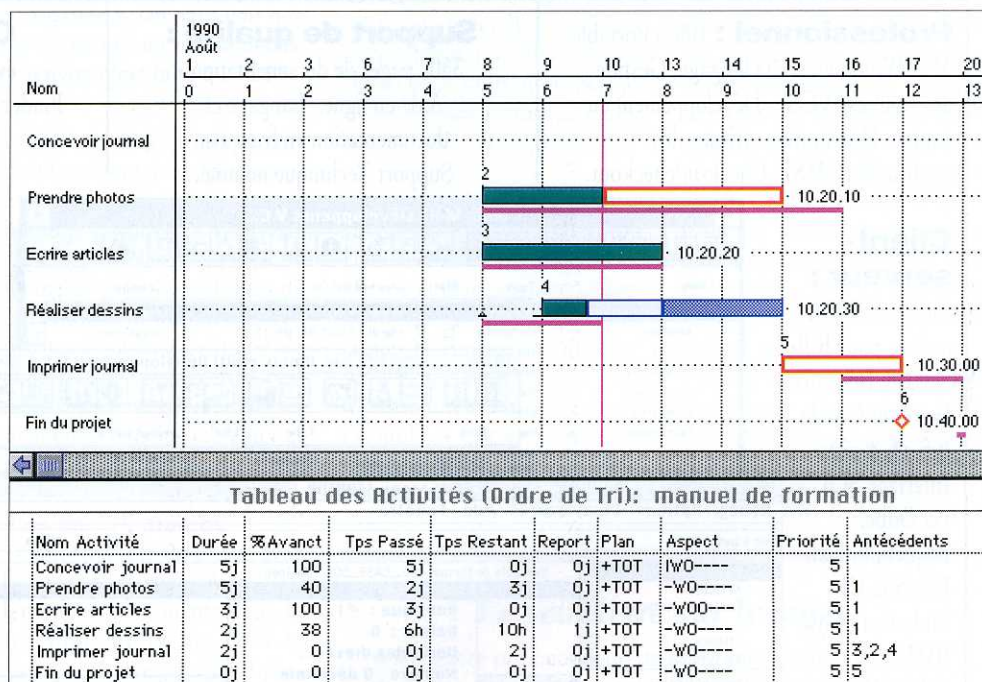 1990
Août
1 2 3 6 7 8 9 10 13 14 15 16 17 20
Nom 0 1 2 3 4 5 6 7 8 9 10 11 12 13
Concevoir journal
2
Prendre photos 10.20.10
3
Ecrire articles 10.20.20
4
Réaliser dessins 10.20.30
5
Imprimer journal 10.30.00
6
Fin du projet 10.40.00
Tableau des Activités (Ordre de Tri): manuel de formation
Nom Activité Durée %Avanct Tps Passé Tps Restant Report Plan Aspect Priorité Antécédents
Concevoir journal 5j 100 5j 0j 0j +TOT IWO---- 5
Prendre photos 5j 40 2j 3j 0j +TOT -WO---- 5 1
Ecrire articles 3j 100 3j 0j 0j +TOT -WOO--- 5 1
Réaliser dessins 2j 38 6h 10h 1j +TOT -WO---- 5 1
Imprimer journal 2j 0 0j 2j 0j +TOT -WO---- 5 3,2,4
Fin du projet 0j 0 0j 0j 0j +TOT -WO---- 5 5